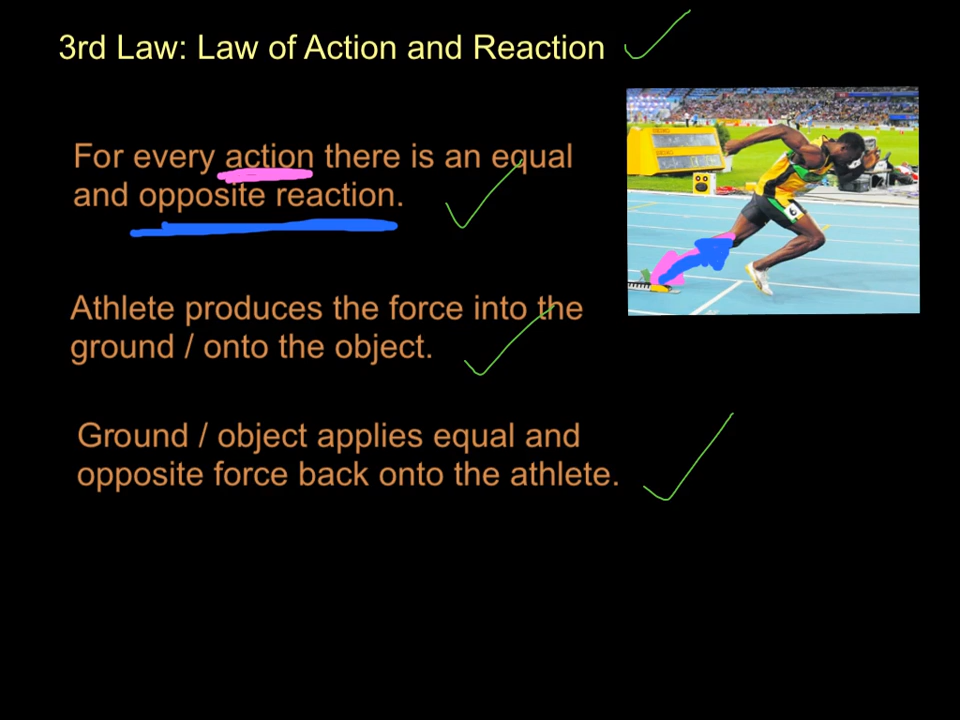 3rd Law: Law of Action and Reaction
For every action there is an equal
and opposite reaction.
Athlete produces the force into the
ground / onto the object.
Ground / object applies equal and
opposite force back onto the athlete.